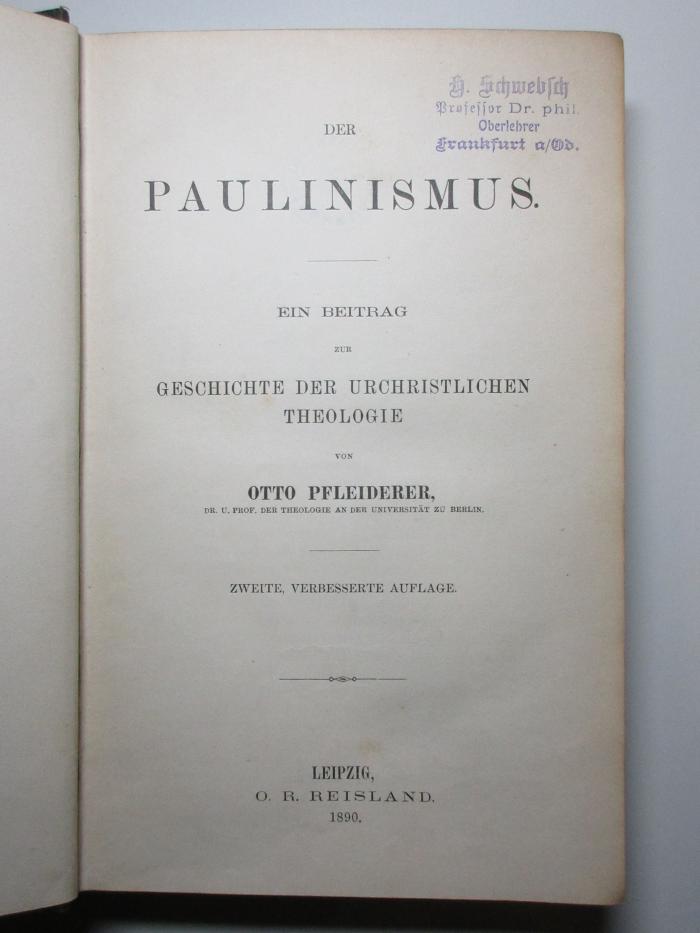 H. Schwebsch
Professor Dr. phil.
Oberlehrer
Frankfurt a/Od.
DER
PAULINISMUS.
EIN BEITRAG
ZUR
GESCHICHTE DER URCHRISTLICHEN
THEOLOGIE
VON
OTTO PFLEIDERER,
DR. U. PROF. DER THEOLOGIE AN DER UNIVERSITÄT ZU BERLIN.
ZWEITE, VERBESSERTE AUFLAGE.
LEIPZIG,
O. R. REISLAND.
1890.